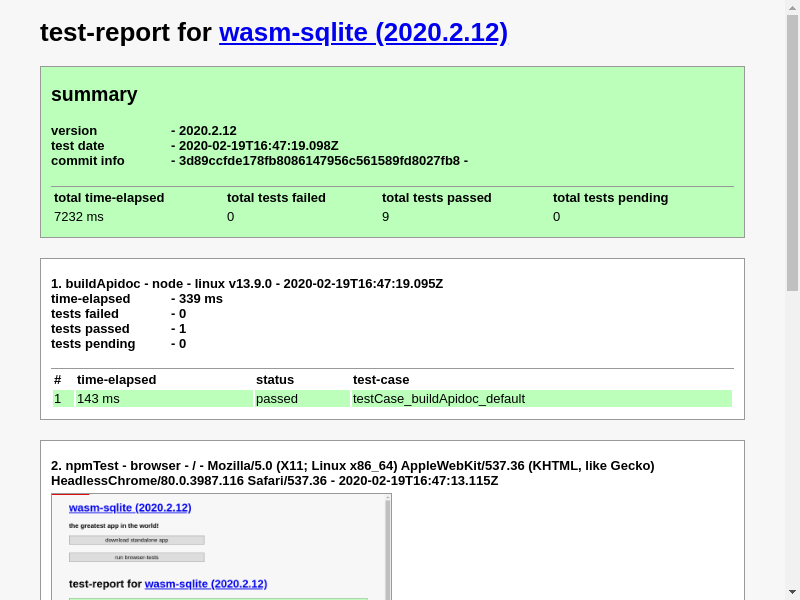 test-report for wasm-sqlite (2020.2.12)
summary
version - 2020.2.12
test date - 2020-02-19T16:47:19.098Z
commit info - 3d89ccfde178fb8086147956c561589fd8027fb8 -
total time-elapsed total tests failed total tests passed total tests pending
7232 ms 0 9 0
1. buildApidoc - node - linux v13.9.0 - 2020-02-19T16:47:19.095Z
time-elapsed - 339 ms
tests failed - 0
tests passed - 1
tests pending - 0
# time-elapsed status test-case
1 143 ms passed testCase_buildApidoc_default
2. npmTest - browser - / - Mozilla/5.0 (X11; Linux x86_64) AppleWebKit/537.36 (KHTML, like Gecko)
HeadlessChrome/80.0.3987.116 Safari/537.36 - 2020-02-19T16:47:13.115Z
wasm-sqlite (2020.2.12)
the greatest app in the world!
download standalone app
run browser-tests
test-report for wasm-sqlite (2020.2.12)